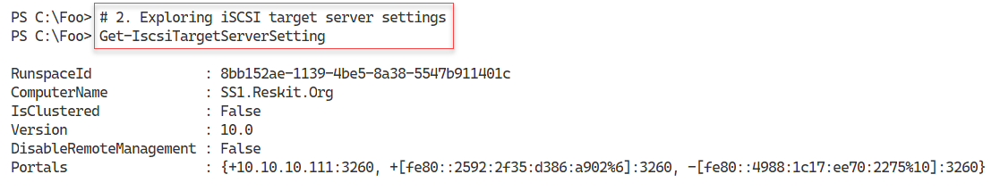 PS C:\Foo> # 2. Exploring iSCSI target server settings
PS C:\Foo> Get-IscsiTargetServerSetting
RunspaceId : 8bb152ae-1139-4be5-8a38-5547b911401c
ComputerName : SS1.Reskit.Org
IsClustered : False
Version : 10.0
DisableRemoteManagement : False
Portals : {+10.10.10.111:3260, +[fe80::2592:2f35:d386:a902%6]:3260, -[fe80::4988:1c17:ee70:2275%10]:3260}